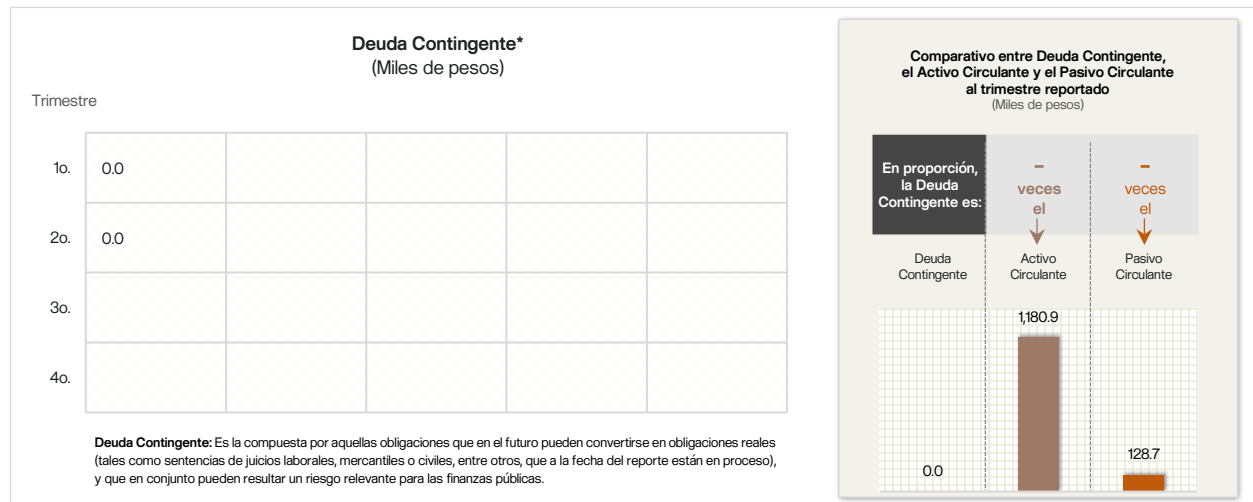 Deuda Contingente*
(Miles de pesos)
Trimestre
1o. 0.0
2o. 0.0
3o.
4o.
Deuda Contingente: Es la compuesta por aquellas obligaciones que en el futuro pueden convertirse en obligaciones reales
(tales como sentencias de juicios laborales, mercantiles o civiles, entre otros, que a la fecha del reporte están en proceso),
y que en conjunto pueden resultar un riesgo relevante para las finanzas públicas.
Comparativo entre Deuda Contingente,
el Activo Circulante y el Pasivo Circulante
al trimestre reportado
(Miles de pesos)
En proporción,
la Deuda
Contingente es:
–
veces
el
–
veces
el
Deuda
Contingente
Activo
Circulante
Pasivo
Circulante
0.0
1,180.9
128.7